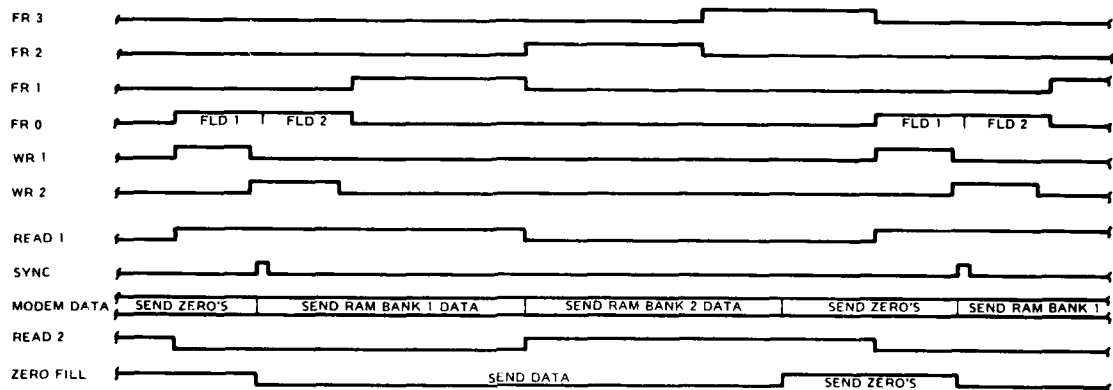 FR 3
FR 2
FR 1
FR 0 FLD 1 FLD 2 FLD 1 FLD 2
WR 1
WR 2
READ 1
SYNC
MODEM DATA SEND ZERO'S SEND RAM BANK 1 DATA SEND RAM BANK 2 DATA SEND ZERO'S SEND RAM BANK 1
READ 2
ZERO FILL SEND DATA SEND ZERO'S